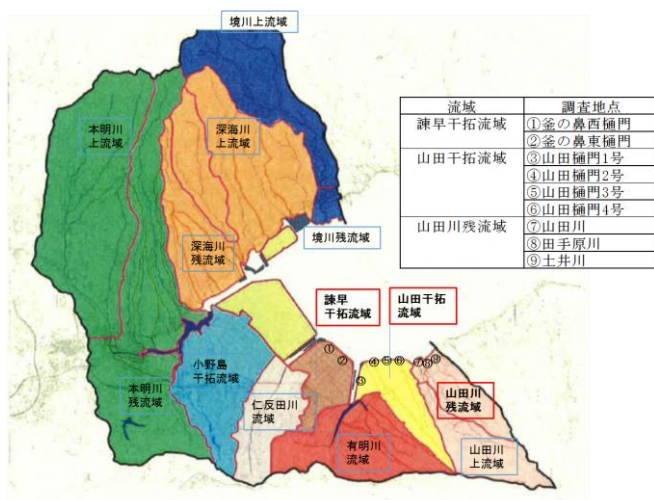 境川上流域
本明川
上流域
深海川
上流域
流域 調査地点
諫早干拓流域 ①釜の鼻西樋門
②釜の鼻東樋門
山田干拓流域 ③山田樋門1号
④山田樋門2号
⑤山田樋門3号
⑥山田樋門4号
山田川残流域 ⑦山田川
⑧田手原川
⑨土井川
境川残流域
深海川
残流域
諫早
干拓流域
山田干拓
流域
①
②
③
④⑤⑥
⑦⑧⑨
小野島
干拓流域
本明川
残流域
仁反田川
流域
有明川
流域
山田川
残流域
山田川
上流域